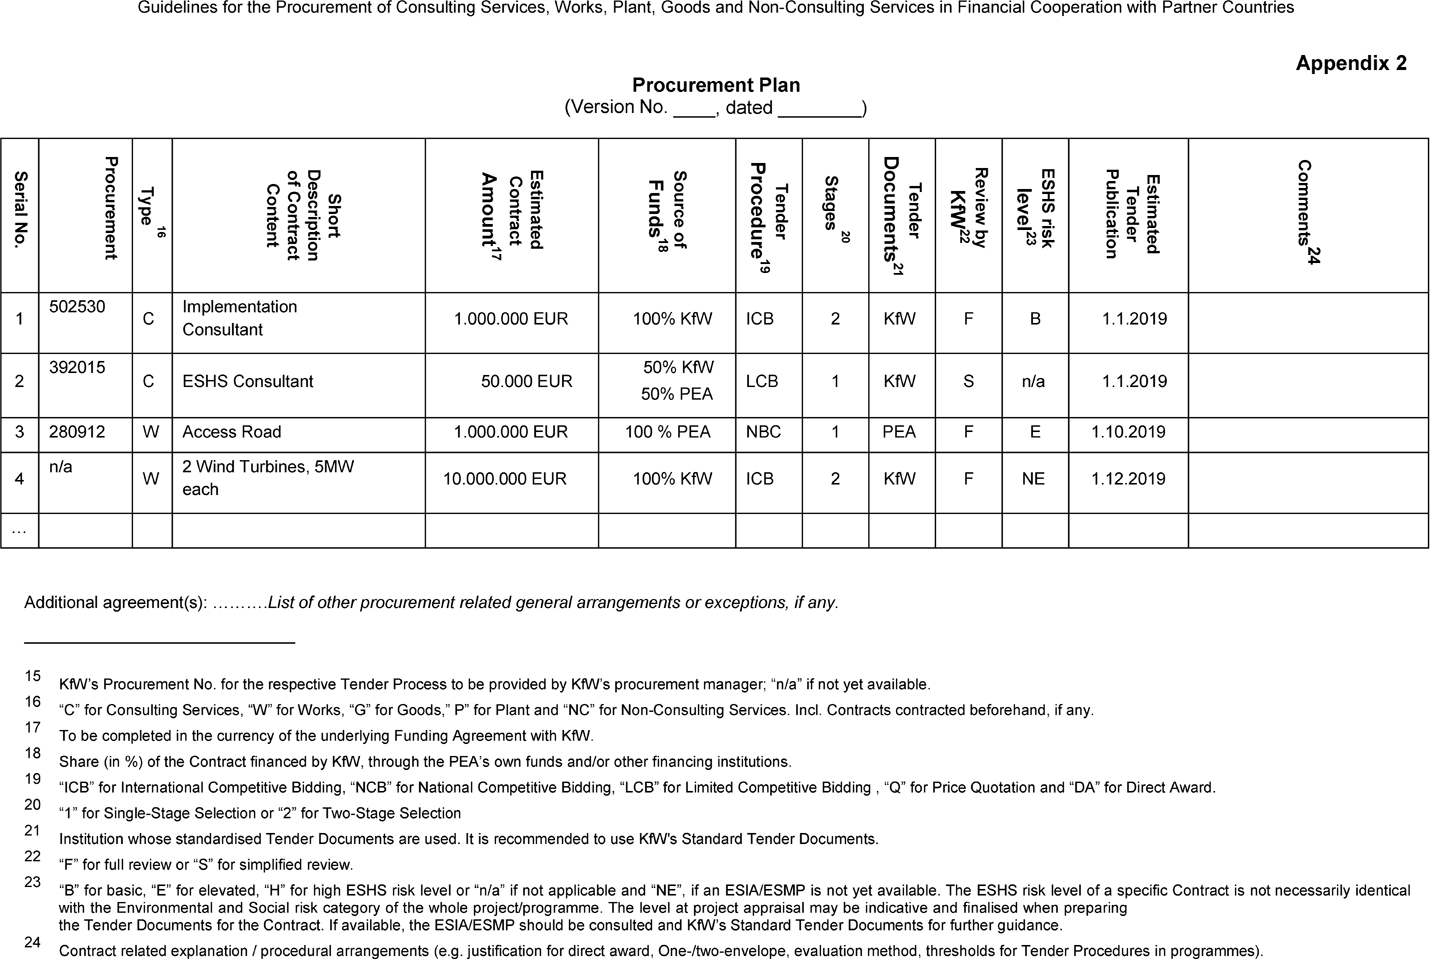 Guidelines for the Procurement of Consulting Services, Works, Plant, Goods and Non-Consulting Services in Financial Cooperation with Partner Countries
Appendix 2
Procurement Plan
(Version No. ____, dated ________)
Serial No.
Procurement
Type 16
Short
Description
of Contract
Content
Estimated
Contract
Amount17
Source of
Funds18
Tender
Procedure19
Stages 20
Tender
Documents21
Review by
KfW22
ESHS risk
level23
Estimated
Tender
Publication
Comments24
1 502530 C Implementation Consultant 1.000.000 EUR 100% KfW ICB 2 KfW F B 1.1.2019
2 392015 C ESHS Consultant 50.000 EUR 50% KfW 50% PEA LCB 1 KfW S n/a 1.1.2019
3 280912 W Access Road 1.000.000 EUR 100 % PEA NBC 1 PEA F E 1.10.2019
4 n/a W 2 Wind Turbines, 5MW each 10.000.000 EUR 100% KfW ICB 2 KfW F NE 1.12.2019
…
Additional agreement(s): ……….List of other procurement related general arrangements or exceptions, if any.
15 KfW's Procurement No. for the respective Tender Process to be provided by KfW's procurement manager; “n/a” if not yet available.
16 “C” for Consulting Services, “W” for Works, “G” for Goods,” P” for Plant and “NC” for Non-Consulting Services. Incl. Contracts contracted beforehand, if any.
17 To be completed in the currency of the underlying Funding Agreement with KfW.
18 Share (in %) of the Contract financed by KfW, through the PEA's own funds and/or other financing institutions.
19 “ICB” for International Competitive Bidding, “NCB” for National Competitive Bidding, “LCB” for Limited Competitive Bidding , “Q” for Price Quotation and “DA” for Direct Award.
20 “1” for Single-Stage Selection or “2” for Two-Stage Selection
21 Institution whose standardised Tender Documents are used. It is recommended to use KfW's Standard Tender Documents.
22 “F” for full review or “S” for simplified review.
23 “B” for basic, “E” for elevated, “H” for high ESHS risk level or “n/a” if not applicable and “NE”, if an ESIA/ESMP is not yet available. The ESHS risk level of a specific Contract is not necessarily identical
with the Environmental and Social risk category of the whole project/programme. The level at project appraisal may be indicative and finalised when preparing
the Tender Documents for the Contract. If available, the ESIA/ESMP should be consulted and KfW's Standard Tender Documents for further guidance.
24 Contract related explanation / procedural arrangements (e.g. justification for direct award, One-/two-envelope, evaluation method, thresholds for Tender Procedures in programmes).